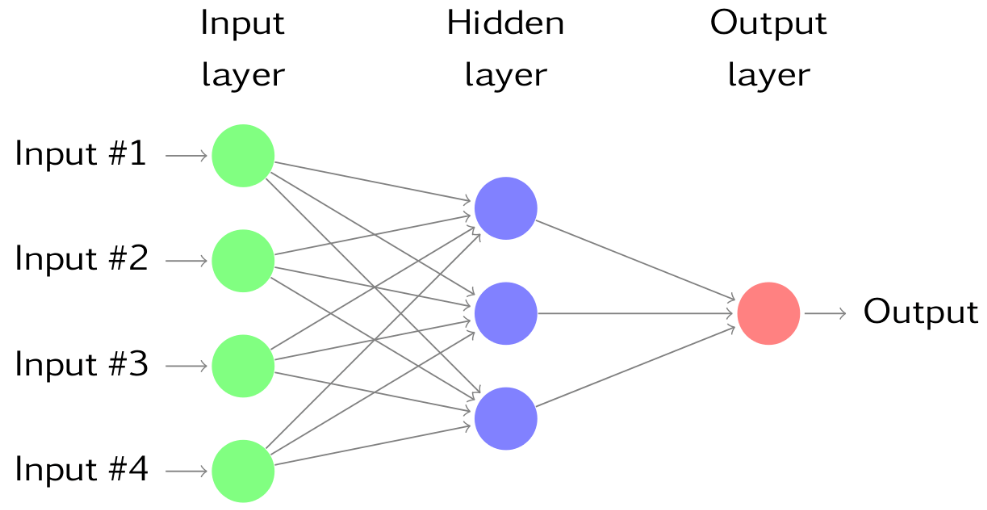 Input
layer
Hidden
layer
Output
layer
Input #1
Input #2
Input #3
Input #4
Output